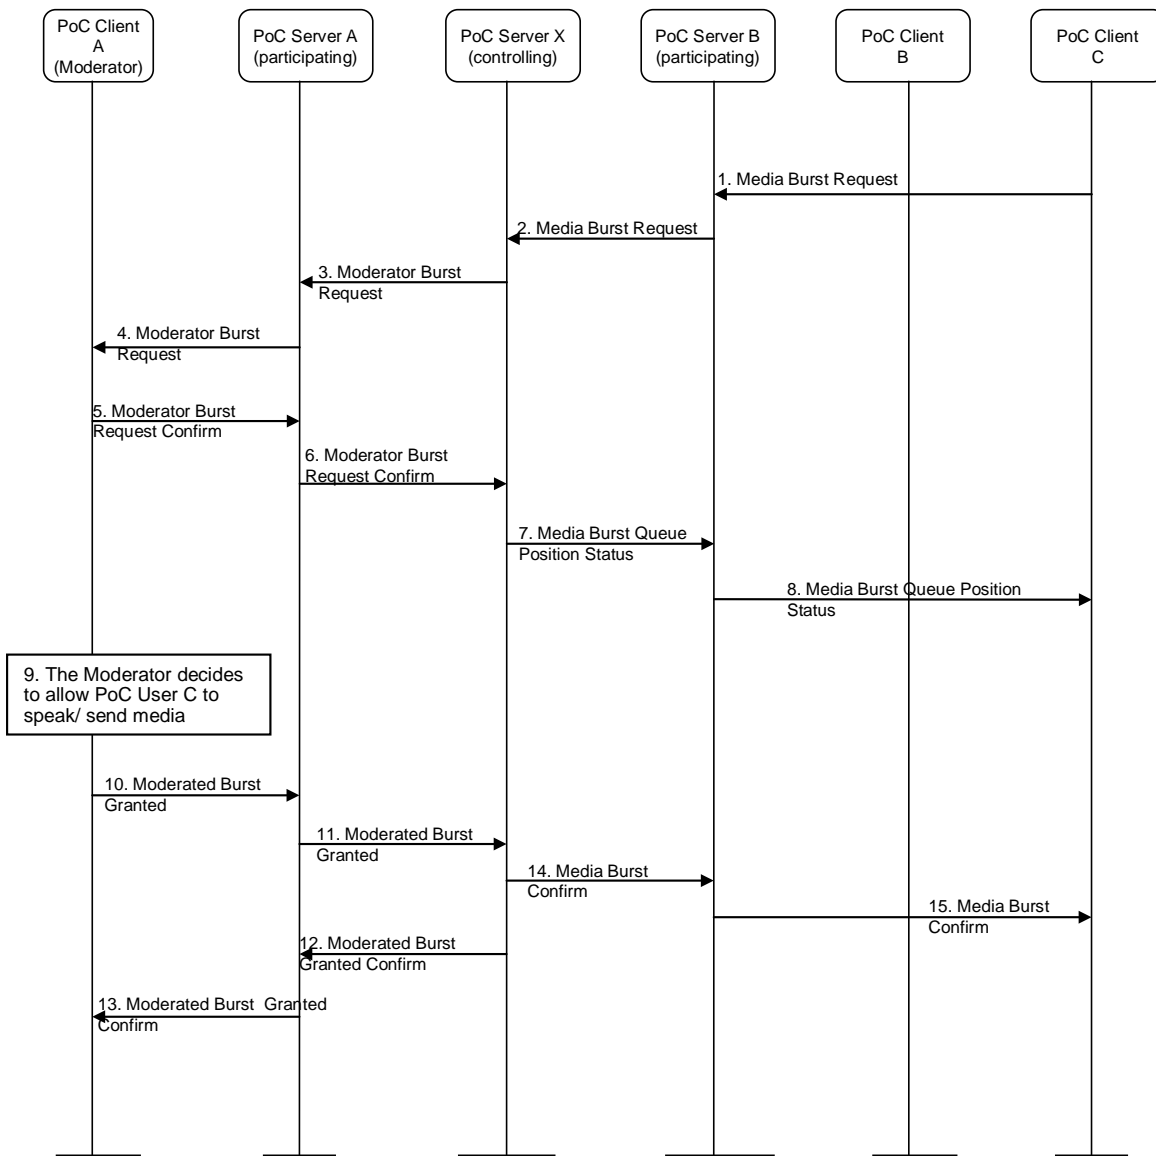 PoC Client
A
(Moderator)
PoC Server A
(participating)
PoC Server X
(controlling)
PoC Server B
(participating)
PoC Client
B
PoC Client
C
1. Media Burst Request
2. Media Burst Request
3. Moderator Burst
Request
4. Moderator Burst
Request
5. Moderator Burst
Request Confirm
6. Moderator Burst
Request Confirm
7. Media Burst Queue
Position Status
8. Media Burst Queue Position
Status
9. The Moderator decides
to allow PoC User C to
speak/ send media
10. Moderated Burst
Granted
11. Moderated Burst
Granted
14. Media Burst
Confirm
15. Media Burst
Confirm
12. Moderated Burst
Granted Confirm
13. Moderated Burst  Granted
Confirm